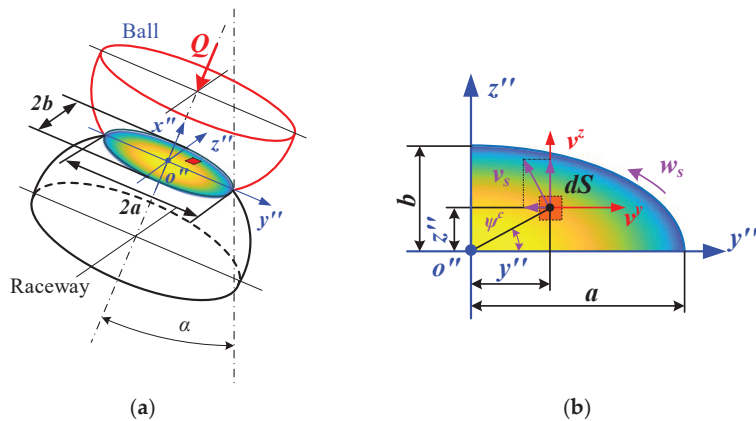 Ball
Q
2b
x''
z''
o''
2a
y''
Raceway
α
(a)
z''
v^z
w_s
v_s
dS
b
v^y
z''
ψ^c
y''
o''
y''
a
(b)